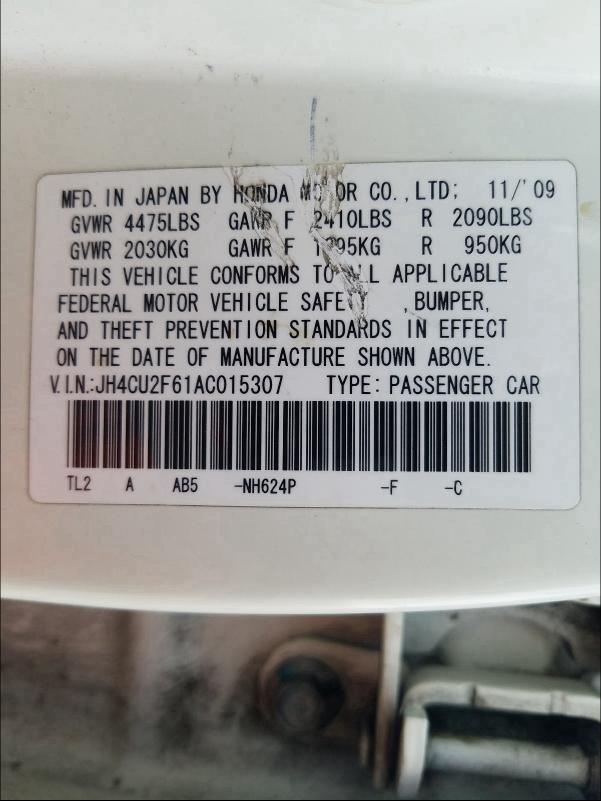 MFD. IN JAPAN BY HONDA MOTOR CO., LTD; 11/'09
GVWR 4475LBS GAWR F 2410LBS R 2090LBS
GVWR 2030KG GAWR F 1095KG R 950KG
THIS VEHICLE CONFORMS TO ALL APPLICABLE
FEDERAL MOTOR VEHICLE SAFETY , BUMPER,
AND THEFT PREVENTION STANDARDS IN EFFECT
ON THE DATE OF MANUFACTURE SHOWN ABOVE.
V.I.N.:JH4CU2F61AC015307 TYPE: PASSENGER CAR
TL2 A AB5 -NH624P -F -C